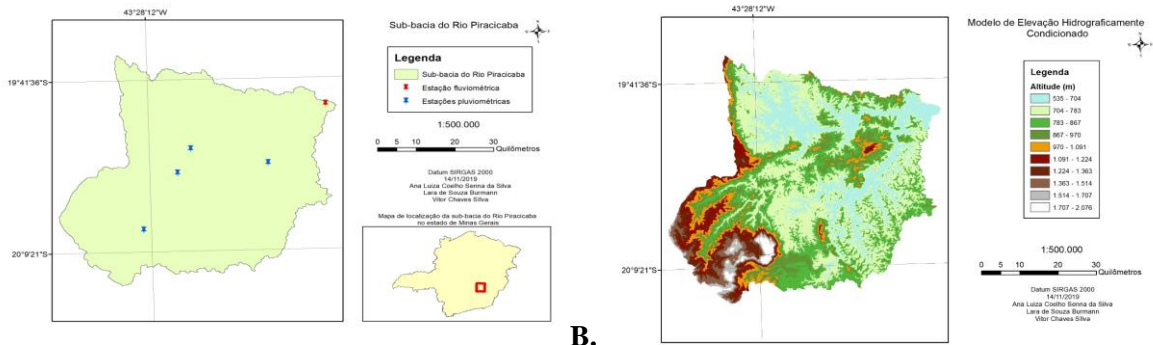 43°28'12"W
19°41'36"S
20°9'21"S
Sub-bacia do Rio Piracicaba
Legenda
Sub-bacia do Rio Piracicaba
Estação fluviométrica
Estações pluviométricas
1:500.000
0 5 10 20 30
Quilômetros
Datum SIRGAS 2000
14/11/2019
Ana Luiza Coelho Senna da Silva
Lara de Souza Burmann
Vitor Chaves Silva
Mapa de localização da sub-bacia do Rio Piracicaba
no estado de Minas Gerais
B.
43°28'12"W
19°41'36"S
20°9'21"S
Modelo de Elevação Hidrograficamente
Condicionado
Legenda
Altitude (m)
535 - 704
704 - 783
783 - 867
867 - 970
970 - 1.091
1.091 - 1.224
1.224 - 1.363
1.363 - 1.514
1.514 - 1.707
1.707 - 2.076
1:500.000
0 5 10 20 30
Quilômetros
Datum SIRGAS 2000
14/11/2019
Ana Luiza Coelho Senna da Silva
Lara de Souza Burmann
Vitor Chaves Silva